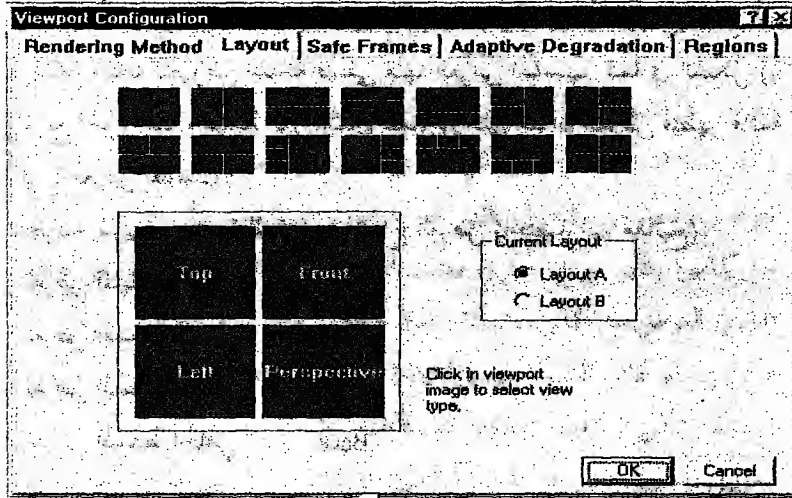 Viewport Configuration
Rendering Method Layout Safe Frames Adaptive Degradation Regions
Top Front
Left Perspective
Current Layout
Layout A
Layout B
Click in viewport
image to select view
type.
OK Cancel